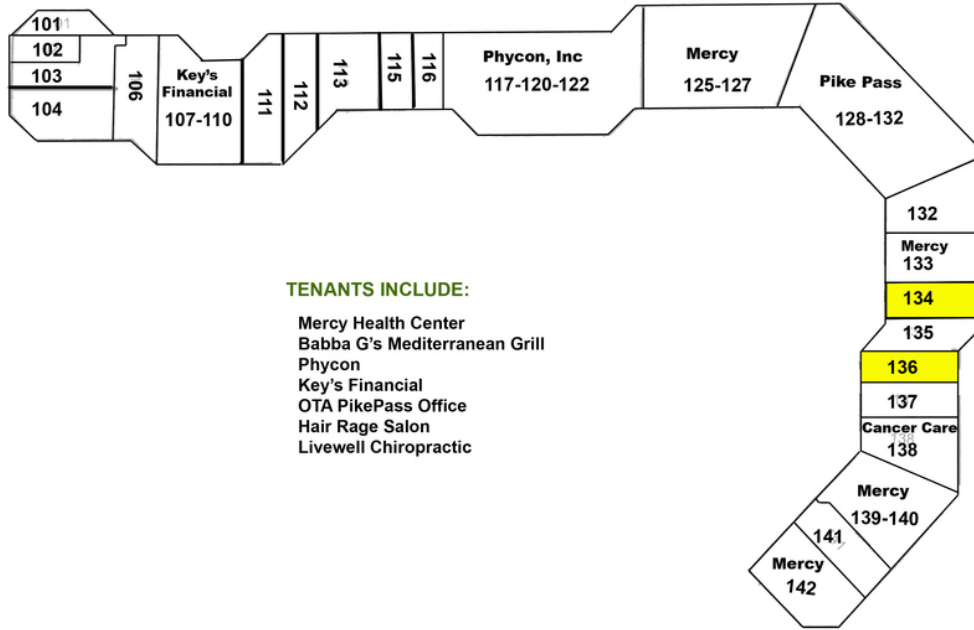 101
102
103
104
106
Key's
Financial
107-110
111
112
113
115
116
Phycon, Inc
117-120-122
Mercy
125-127
Pike Pass
128-132
132
Mercy
133
134
135
136
137
Cancer Care
138
Mercy
139-140
141
Mercy
142
TENANTS INCLUDE:
Mercy Health Center
Babba G's Mediterranean Grill
Phycon
Key's Financial
OTA PikePass Office
Hair Rage Salon
Livewell Chiropractic